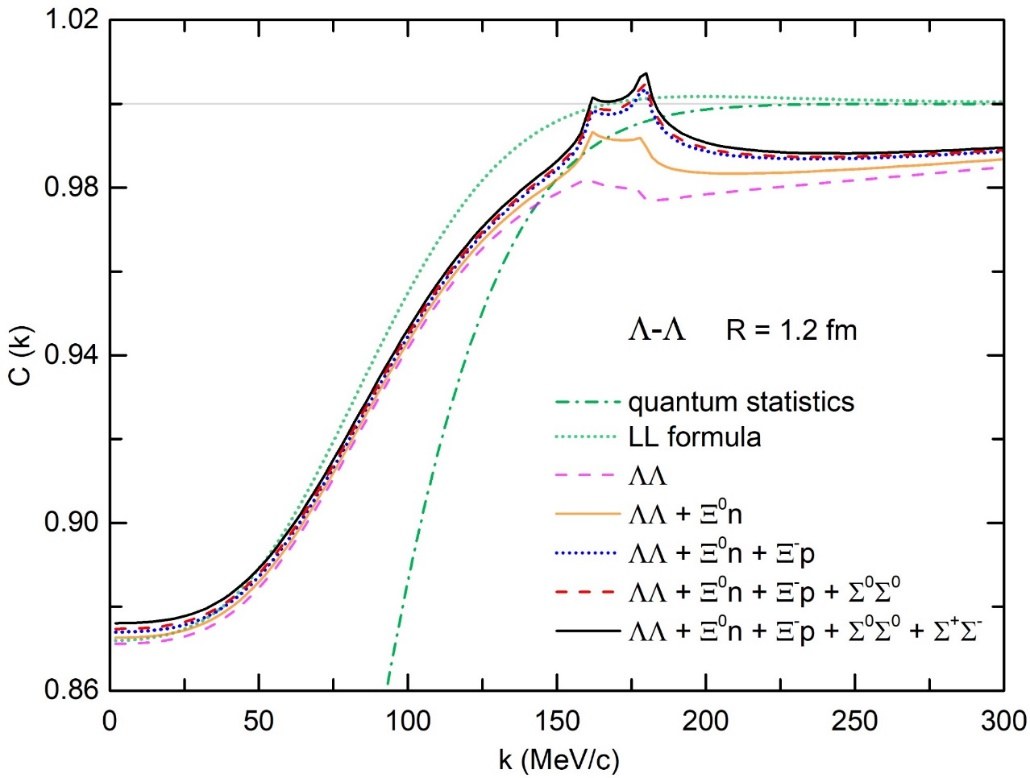 1.02
0.98
0.94
0.90
0.86
C (k)
Λ-Λ R = 1.2 fm
quantum statistics
LL formula
ΛΛ
ΛΛ + Ξ⁰n
ΛΛ + Ξ⁰n + Ξ⁻p
ΛΛ + Ξ⁰n + Ξ⁻p + Σ⁰Σ⁰
ΛΛ + Ξ⁰n + Ξ⁻p + Σ⁰Σ⁰ + Σ⁺Σ⁻
0 50 100 150 200 250 300
k (MeV/c)